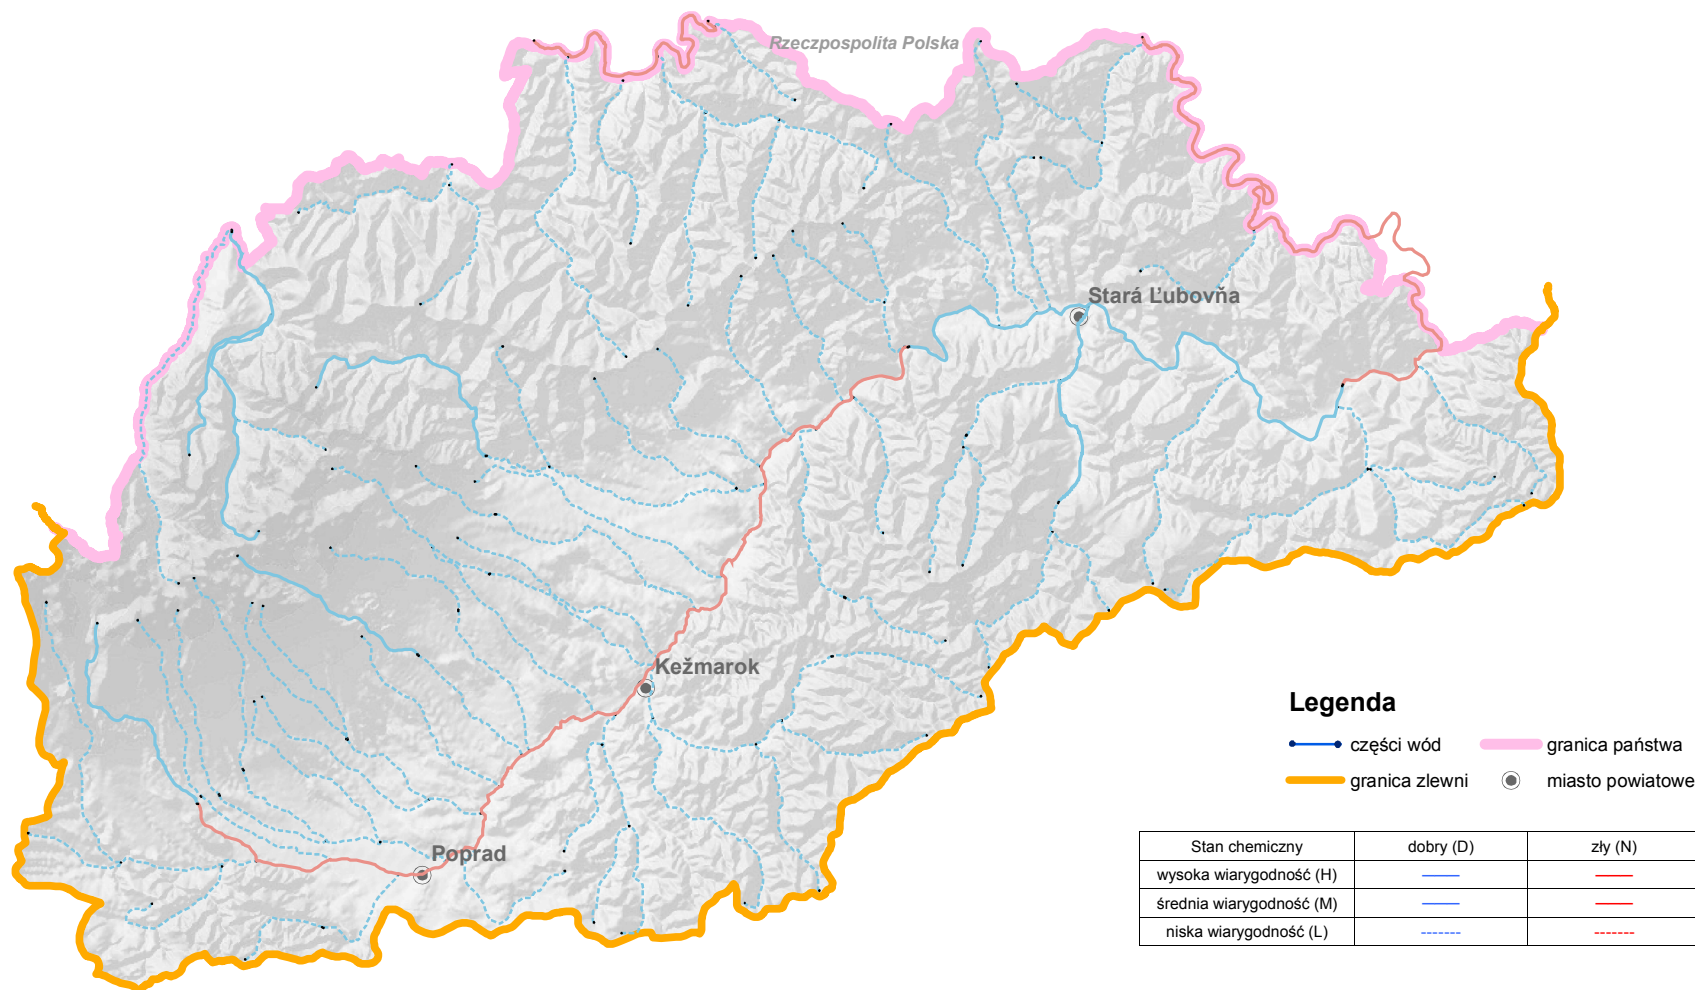 Rzeczpospolita Polska
Stará Ľubovňa
Kežmarok
Poprad
Legenda
części wód granica państwa
granica zlewni miasto powiatowe
Stan chemiczny dobry (D) zły (N)
wysoka wiarygodność (H)
średnia wiarygodność (M)
niska wiarygodność (L)